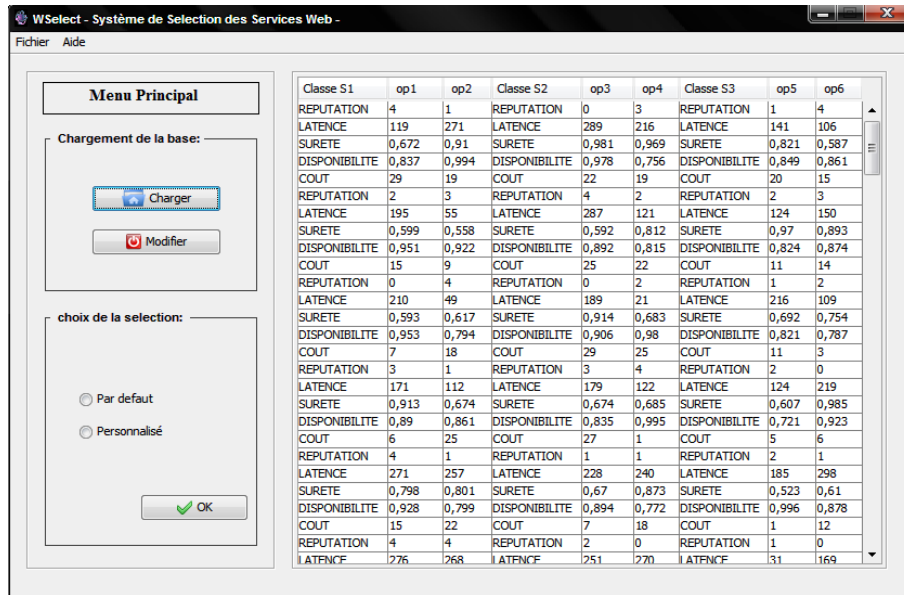 WSelect - Système de Selection des Services Web -
Fichier Aide
Menu Principal
Chargement de la base:
Charger
Modifier
choix de la selection:
Par defaut
Personnalisé
OK
Classe S1 op1 op2 Classe S2 op3 op4 Classe S3 op5 op6
REPUTATION 4 1 REPUTATION 0 3 REPUTATION 1 4
LATENCE 119 271 LATENCE 289 216 LATENCE 141 106
SURETE 0,672 0,91 SURETE 0,981 0,969 SURETE 0,821 0,587
DISPONIBILITE 0,837 0,994 DISPONIBILITE 0,978 0,756 DISPONIBILITE 0,849 0,861
COUT 29 19 COUT 22 19 COUT 20 15
REPUTATION 2 3 REPUTATION 4 2 REPUTATION 2 3
LATENCE 195 55 LATENCE 287 121 LATENCE 124 150
SURETE 0,599 0,558 SURETE 0,592 0,812 SURETE 0,97 0,893
DISPONIBILITE 0,951 0,922 DISPONIBILITE 0,892 0,815 DISPONIBILITE 0,824 0,874
COUT 15 9 COUT 25 22 COUT 11 14
REPUTATION 0 4 REPUTATION 0 2 REPUTATION 1 2
LATENCE 210 49 LATENCE 189 21 LATENCE 216 109
SURETE 0,593 0,617 SURETE 0,914 0,683 SURETE 0,692 0,754
DISPONIBILITE 0,953 0,794 DISPONIBILITE 0,906 0,98 DISPONIBILITE 0,821 0,787
COUT 7 18 COUT 29 25 COUT 11 3
REPUTATION 3 1 REPUTATION 3 4 REPUTATION 2 0
LATENCE 171 112 LATENCE 179 122 LATENCE 124 219
SURETE 0,913 0,674 SURETE 0,674 0,685 SURETE 0,607 0,985
DISPONIBILITE 0,89 0,861 DISPONIBILITE 0,835 0,995 DISPONIBILITE 0,721 0,923
COUT 6 25 COUT 27 1 COUT 5 6
REPUTATION 4 1 REPUTATION 1 1 REPUTATION 2 1
LATENCE 271 257 LATENCE 228 240 LATENCE 185 298
SURETE 0,798 0,801 SURETE 0,67 0,873 SURETE 0,523 0,61
DISPONIBILITE 0,928 0,799 DISPONIBILITE 0,894 0,772 DISPONIBILITE 0,996 0,878
COUT 15 22 COUT 7 18 COUT 1 12
REPUTATION 4 4 REPUTATION 2 0 REPUTATION 1 0
LATENCE 276 268 LATENCE 251 270 LATENCE 31 169